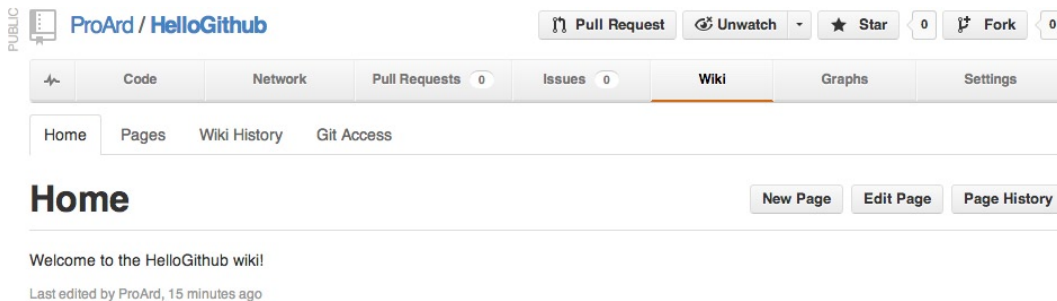 PUBLIC
ProArd / HelloGithub
Pull Request Unwatch Star 0 Fork 0
Code Network Pull Requests 0 Issues 0 Wiki Graphs Settings
Home Pages Wiki History Git Access
Home
New Page Edit Page Page History
Welcome to the HelloGithub wiki!
Last edited by ProArd, 15 minutes ago